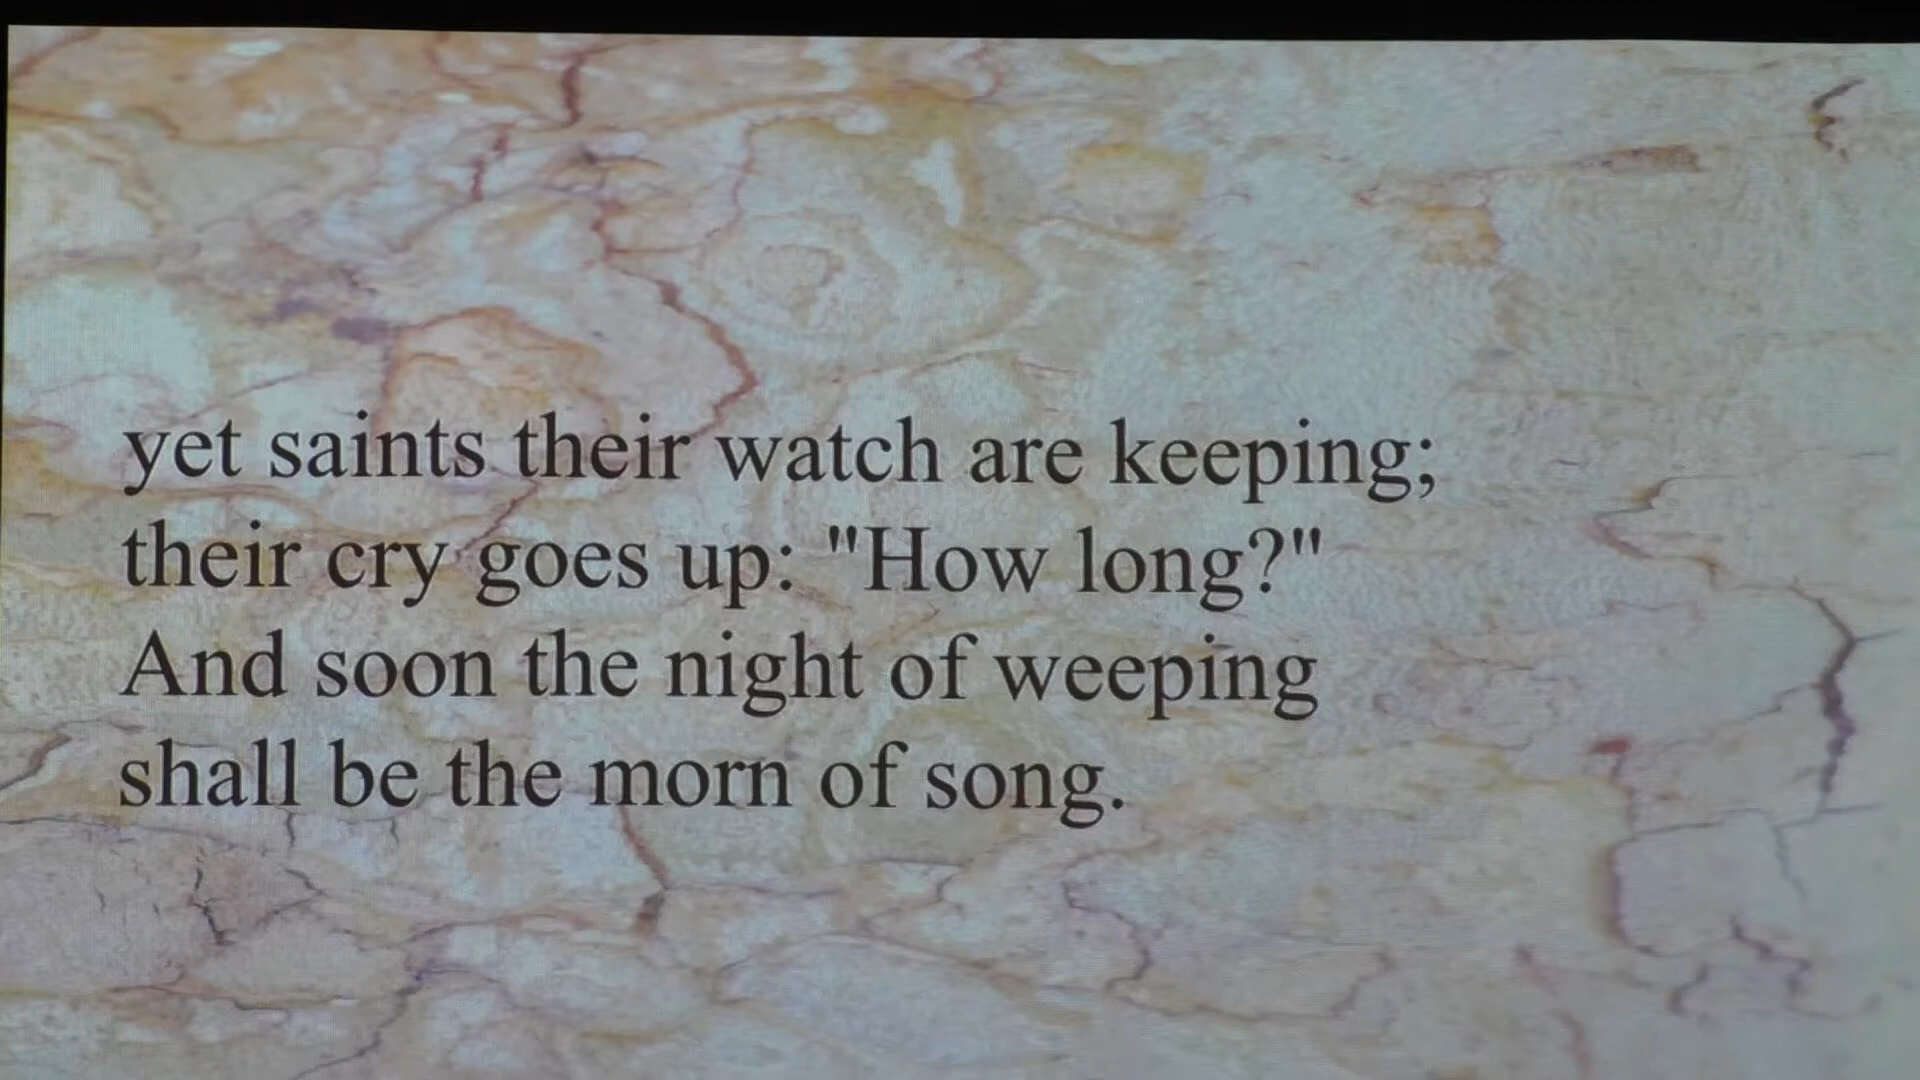 yet saints their watch are keeping;
their cry goes up: "How long?"
And soon the night of weeping
shall be the morn of song.